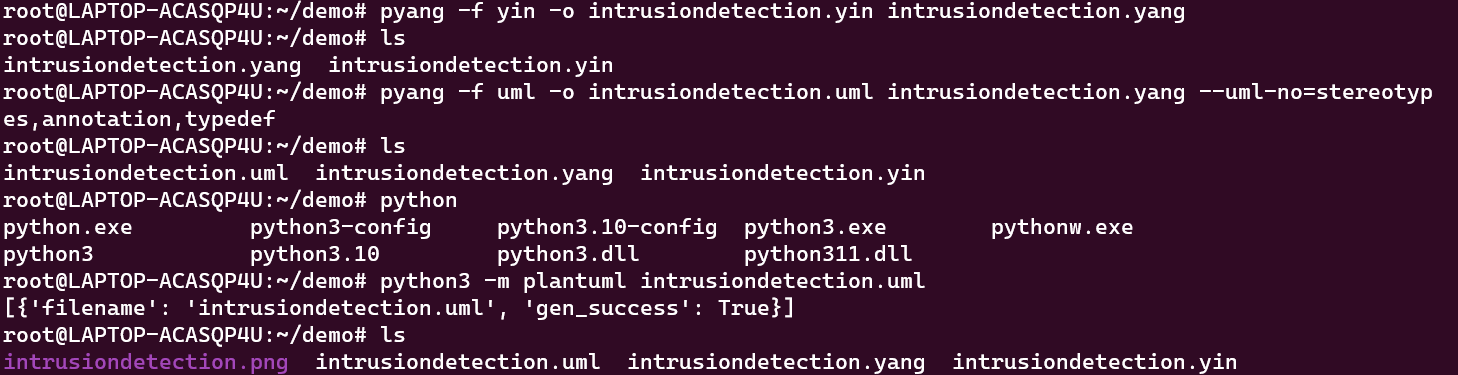 root@LAPTOP-ACASQP4U:~/demo# pyang -f yin -o intrusiondetection.yin intrusiondetection.yang
root@LAPTOP-ACASQP4U:~/demo# ls
intrusiondetection.yang  intrusiondetection.yin
root@LAPTOP-ACASQP4U:~/demo# pyang -f uml -o intrusiondetection.uml intrusiondetection.yang --uml-no=stereotyp
es,annotation,typedef
root@LAPTOP-ACASQP4U:~/demo# ls
intrusiondetection.uml  intrusiondetection.yang  intrusiondetection.yin
root@LAPTOP-ACASQP4U:~/demo# python
python.exe         python3-config     python3.10-config  python3.exe        pythonw.exe
python3            python3.10         python3.dll        python311.dll
root@LAPTOP-ACASQP4U:~/demo# python3 -m plantuml intrusiondetection.uml
[{'filename': 'intrusiondetection.uml', 'gen_success': True}]
root@LAPTOP-ACASQP4U:~/demo# ls
intrusiondetection.png  intrusiondetection.uml  intrusiondetection.yang  intrusiondetection.yin